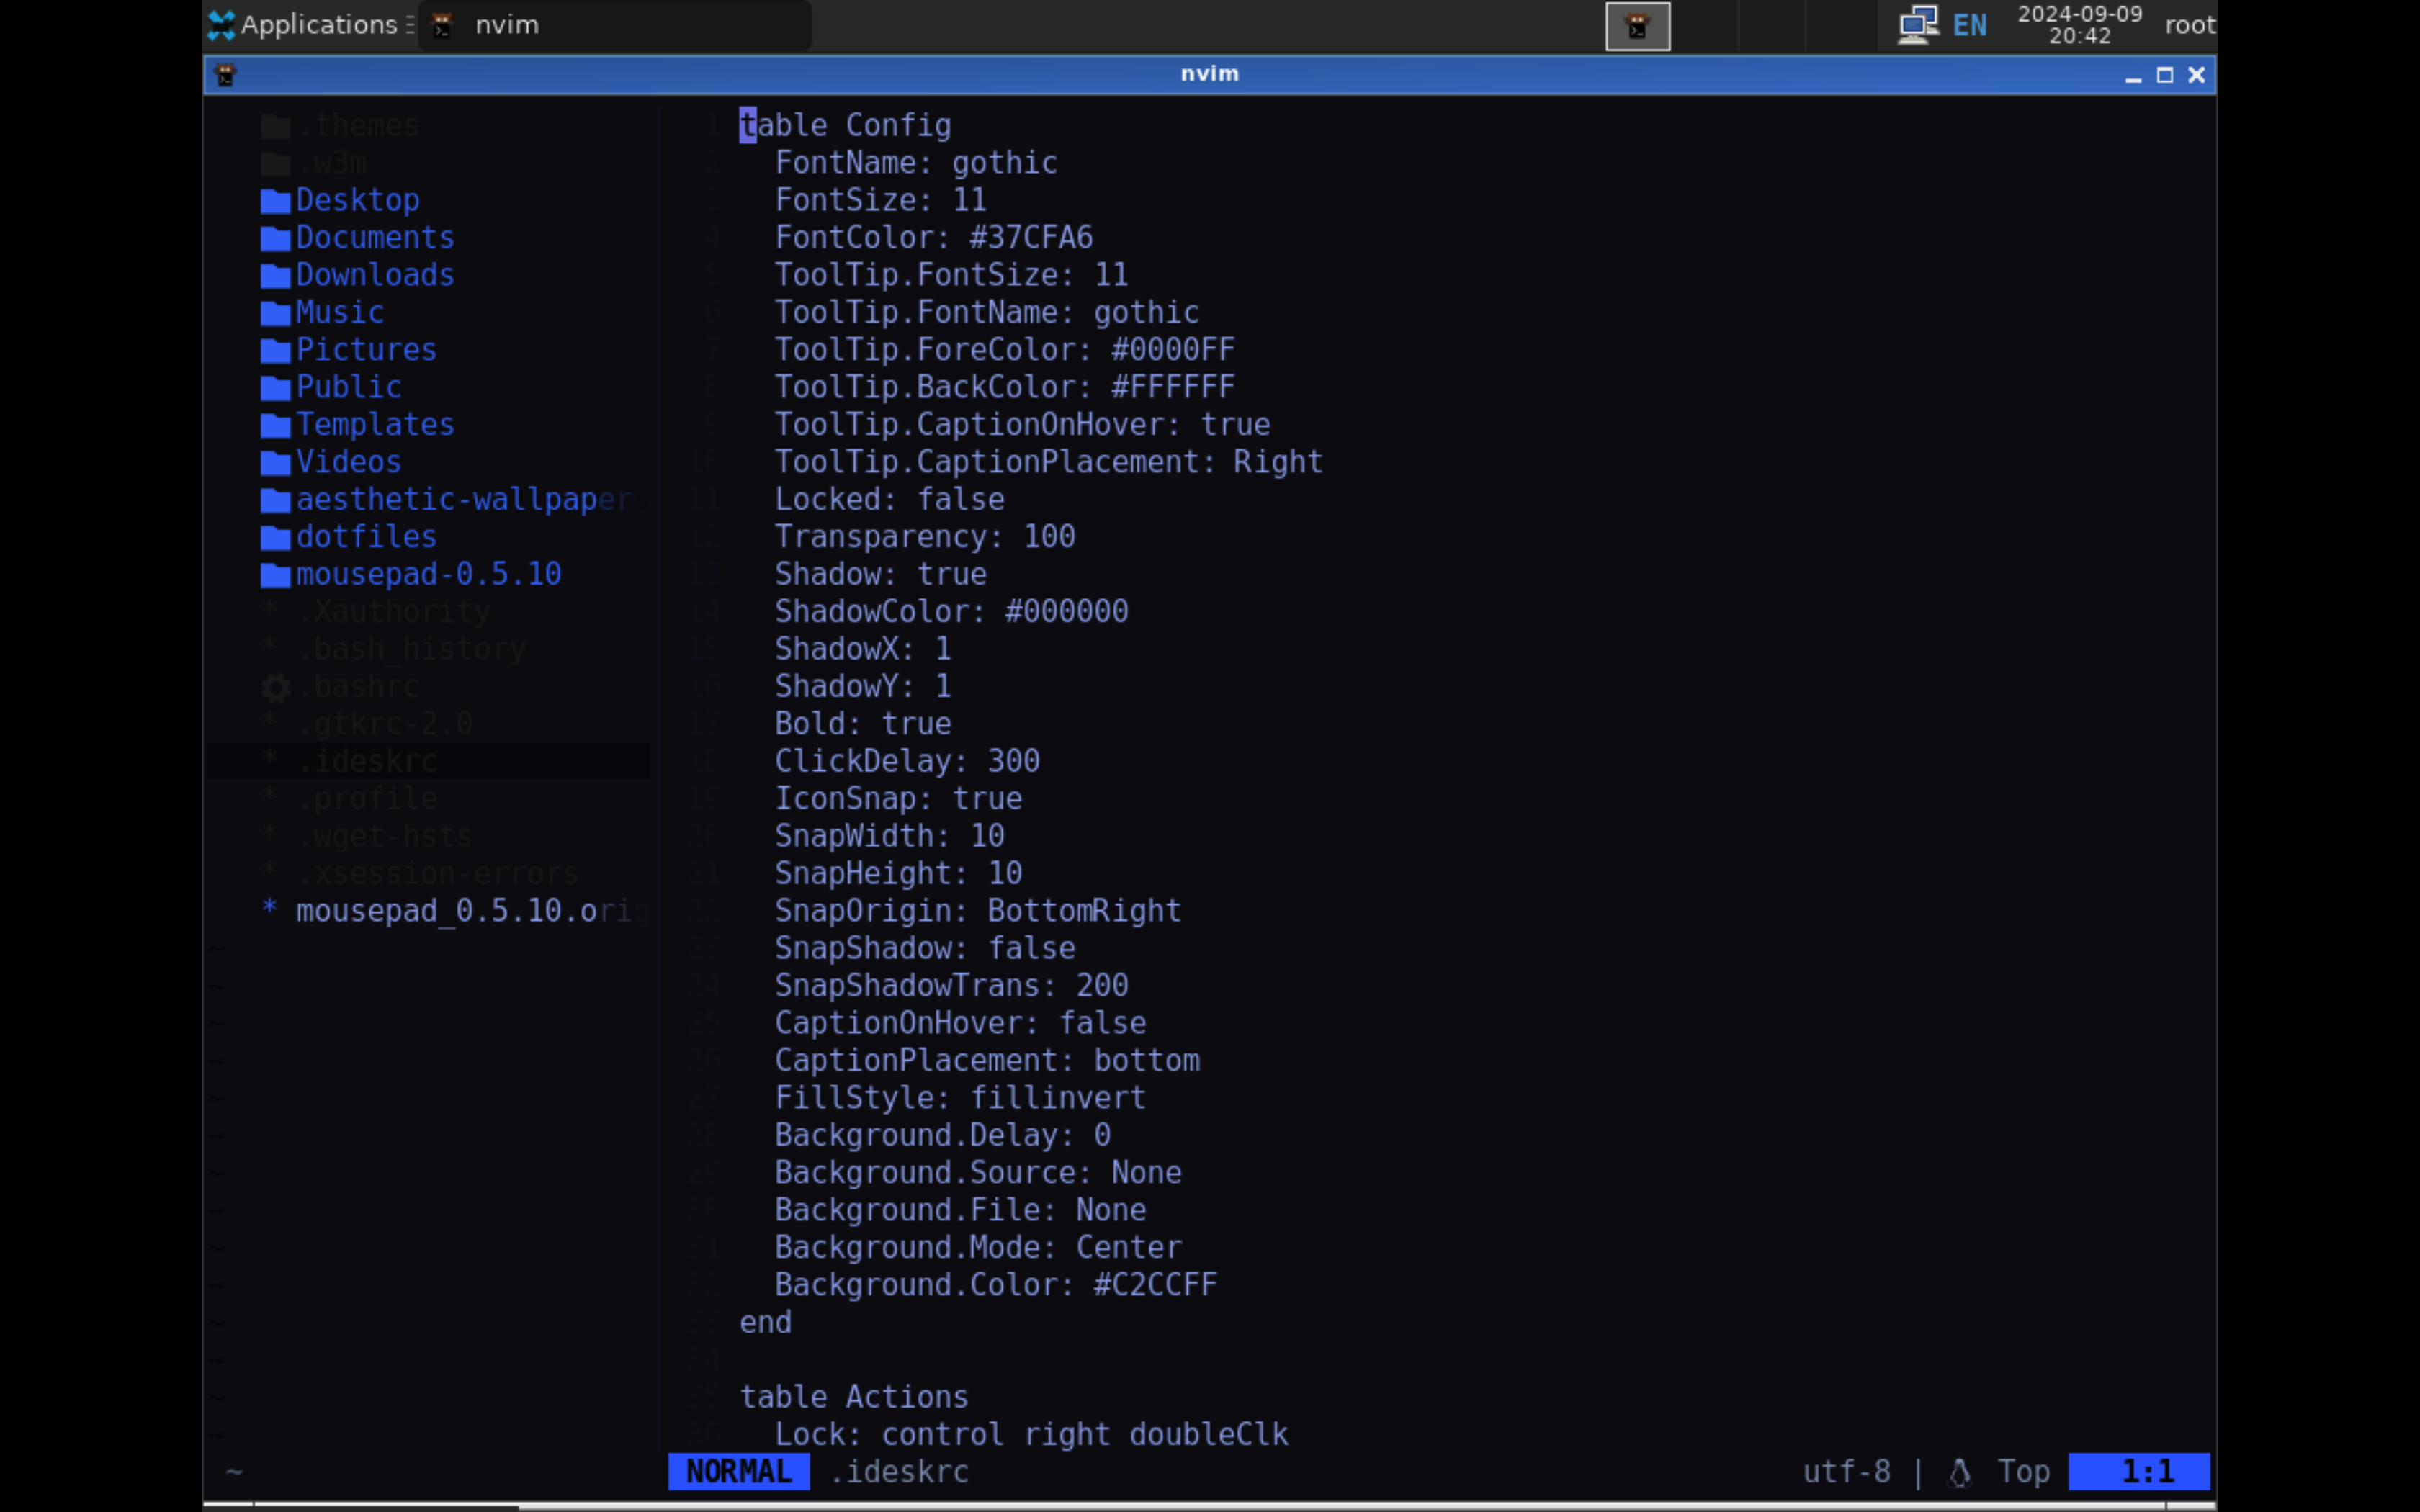 Applications nvim EN 2024-09-09 20:42 root
nvim
.themes
.w3m
Desktop
Documents
Downloads
Music
Pictures
Public
Templates
Videos
aesthetic-wallpaper
dotfiles
mousepad-0.5.10
* .Xauthority
* .bash_history
.bashrc
* .gtkrc-2.0
* .ideskrc
* .profile
* .wget-hsts
* .xsession-errors
* mousepad_0.5.10.ori
table Config
FontName: gothic
FontSize: 11
FontColor: #37CFA6
ToolTip.FontSize: 11
ToolTip.FontName: gothic
ToolTip.ForeColor: #0000FF
ToolTip.BackColor: #FFFFFF
ToolTip.CaptionOnHover: true
ToolTip.CaptionPlacement: Right
Locked: false
Transparency: 100
Shadow: true
ShadowColor: #000000
ShadowX: 1
ShadowY: 1
Bold: true
ClickDelay: 300
IconSnap: true
SnapWidth: 10
SnapHeight: 10
SnapOrigin: BottomRight
SnapShadow: false
SnapShadowTrans: 200
CaptionOnHover: false
CaptionPlacement: bottom
FillStyle: fillinvert
Background.Delay: 0
Background.Source: None
Background.File: None
Background.Mode: Center
Background.Color: #C2CCFF
end
table Actions
Lock: control right doubleClk
~ NORMAL .ideskrc utf-8 | Top 1:1